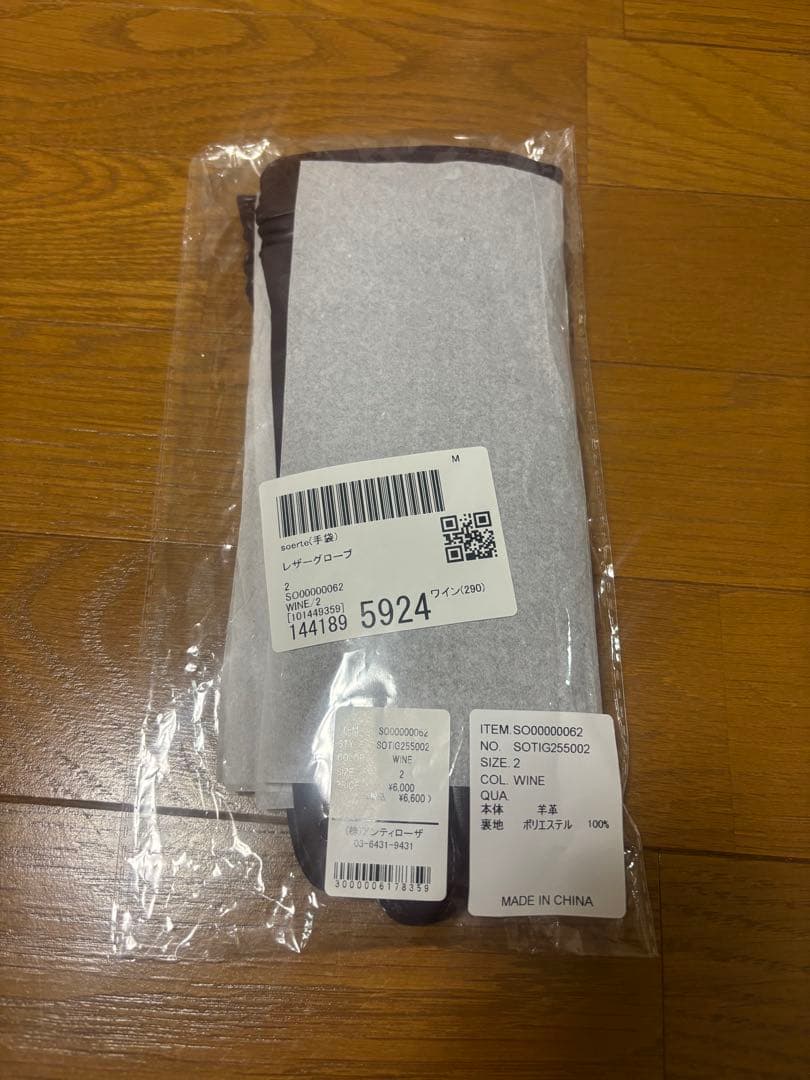 M
soerte(手袋)
レザーグローブ
2
SO00000062
WINE/2
[101449359]
144189 5924 ワイン(290)
SO00000062
SOTIG255002
WINE
SIZE 2
¥6,000
¥6,600)
(株)アンティローザ
03-6431-9431
3000006178359
ITEM.SO00000062
NO. SOTIG255002
SIZE. 2
COL. WINE
QUA.
本体 羊革
裏地 ポリエステル 100%
MADE IN CHINA